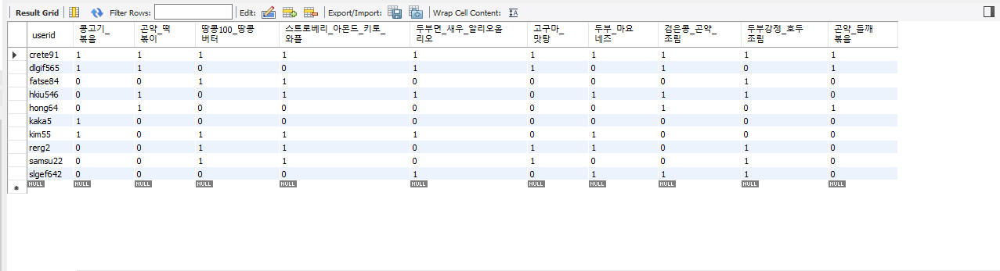 Result Grid Filter Rows: Edit: Export/Import: Wrap Cell Content: IA
userid 콩고기_ 곤약_떡 땅콩100_땅콩 스트로베리_아몬드_키토_ 두부면_새우_알리오올 고구마_ 두부_마요 검은콩_곤약_ 두부강정_호두 곤약_들깨
볶음 볶이 버터 와플 리오 맛탕 네즈 조림 조림 볶음
crete91 1 1 1 1 1 1 1 1 1 1
dlgif565 1 1 0 0 1 1 0 1 0 1
fatse84 0 0 1 1 0 0 0 0 1 0
hkiu546 0 1 0 1 1 0 1 1 1 0
hong64 0 1 0 0 0 0 0 1 0 1
kaka5 1 0 0 0 0 0 0 0 0 0
kim55 1 0 1 1 1 0 1 0 0 0
rerg2 0 0 1 1 0 1 1 0 1 0
samsu22 0 0 1 1 0 1 0 0 1 0
slgef642 0 0 0 0 1 0 1 1 1 0
NULL NULL NULL NULL NULL NULL NULL NULL NULL NULL NULL